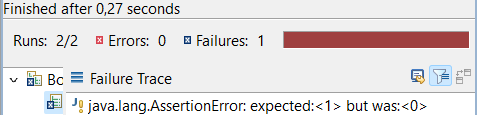 Finished after 0,27 seconds
Runs: 2/2 Errors: 0 Failures: 1
Bo
Failure Trace
java.lang.AssertionError: expected:<1> but was:<0>